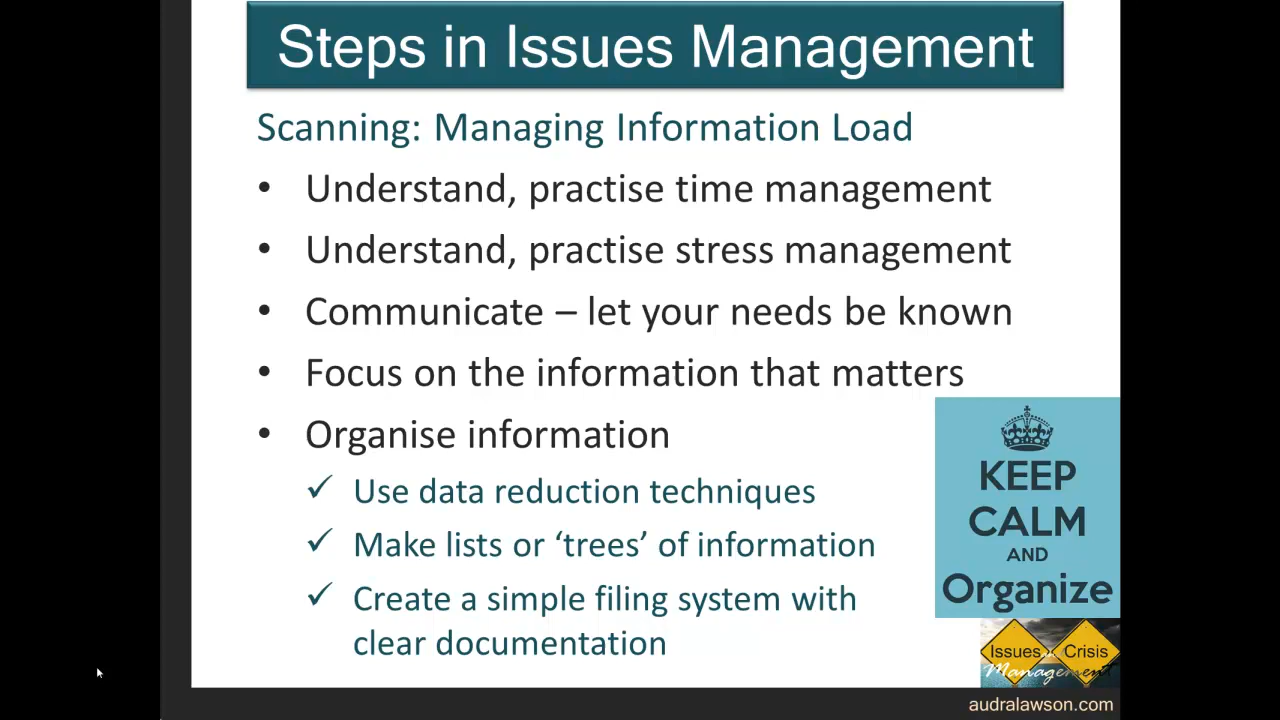 Steps in Issues Management
Scanning: Managing Information Load
• Understand, practise time management
• Understand, practise stress management
• Communicate – let your needs be known
• Focus on the information that matters
• Organise information
✓ Use data reduction techniques
✓ Make lists or ‘trees’ of information
✓ Create a simple filing system with
clear documentation
KEEP
CALM
AND
Organize
Issues Crisis
Management
audralawson.com